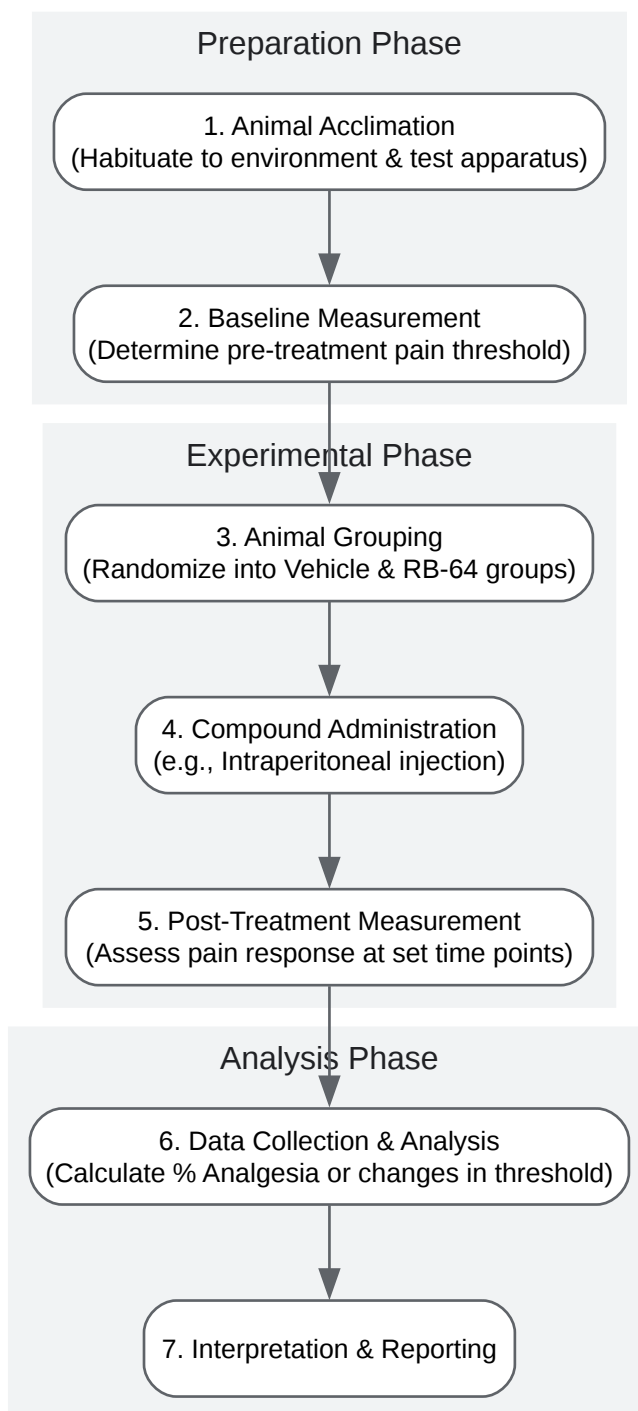 Preparation Phase
1. Animal Acclimation
(Habituate to environment & test apparatus)
2. Baseline Measurement
(Determine pre-treatment pain threshold)
Experimental Phase
3. Animal Grouping
(Randomize into Vehicle & RB-64 groups)
4. Compound Administration
(e.g., Intraperitoneal injection)
5. Post-Treatment Measurement
(Assess pain response at set time points)
Analysis Phase
6. Data Collection & Analysis
(Calculate % Analgesia or changes in threshold)
7. Interpretation & Reporting